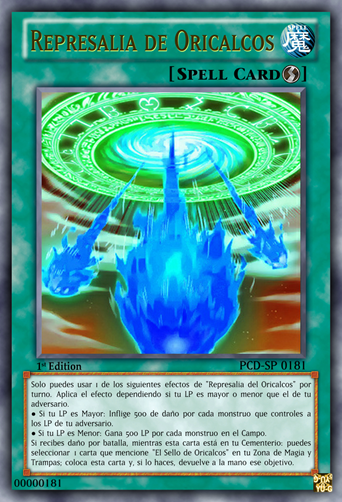 REPRESALIA DE ORICALCOS
[SPELL CARD]
1st Edition
PCD-SP 0181
Solo puedes usar 1 de los siguientes efectos de "Represalia del Oricalcos" por
turno. Aplica el efecto dependiendo si tu LP es mayor o menor que el de tu
adversario.
● Si tu LP es Mayor: Inflige 500 de daño por cada monstruo que controles a
los LP de tu adversario.
● Si tu LP es Menor: Gana 500 LP por cada monstruo en el Campo.
Si recibes daño por batalla, mientras esta carta está en tu Cementerio: puedes
seleccionar 1 carta que mencione "El Sello de Oricalcos" en tu Zona de Magia y
Trampas; coloca esta carta y, si lo haces, devuelve a la mano ese objetivo.
00000181